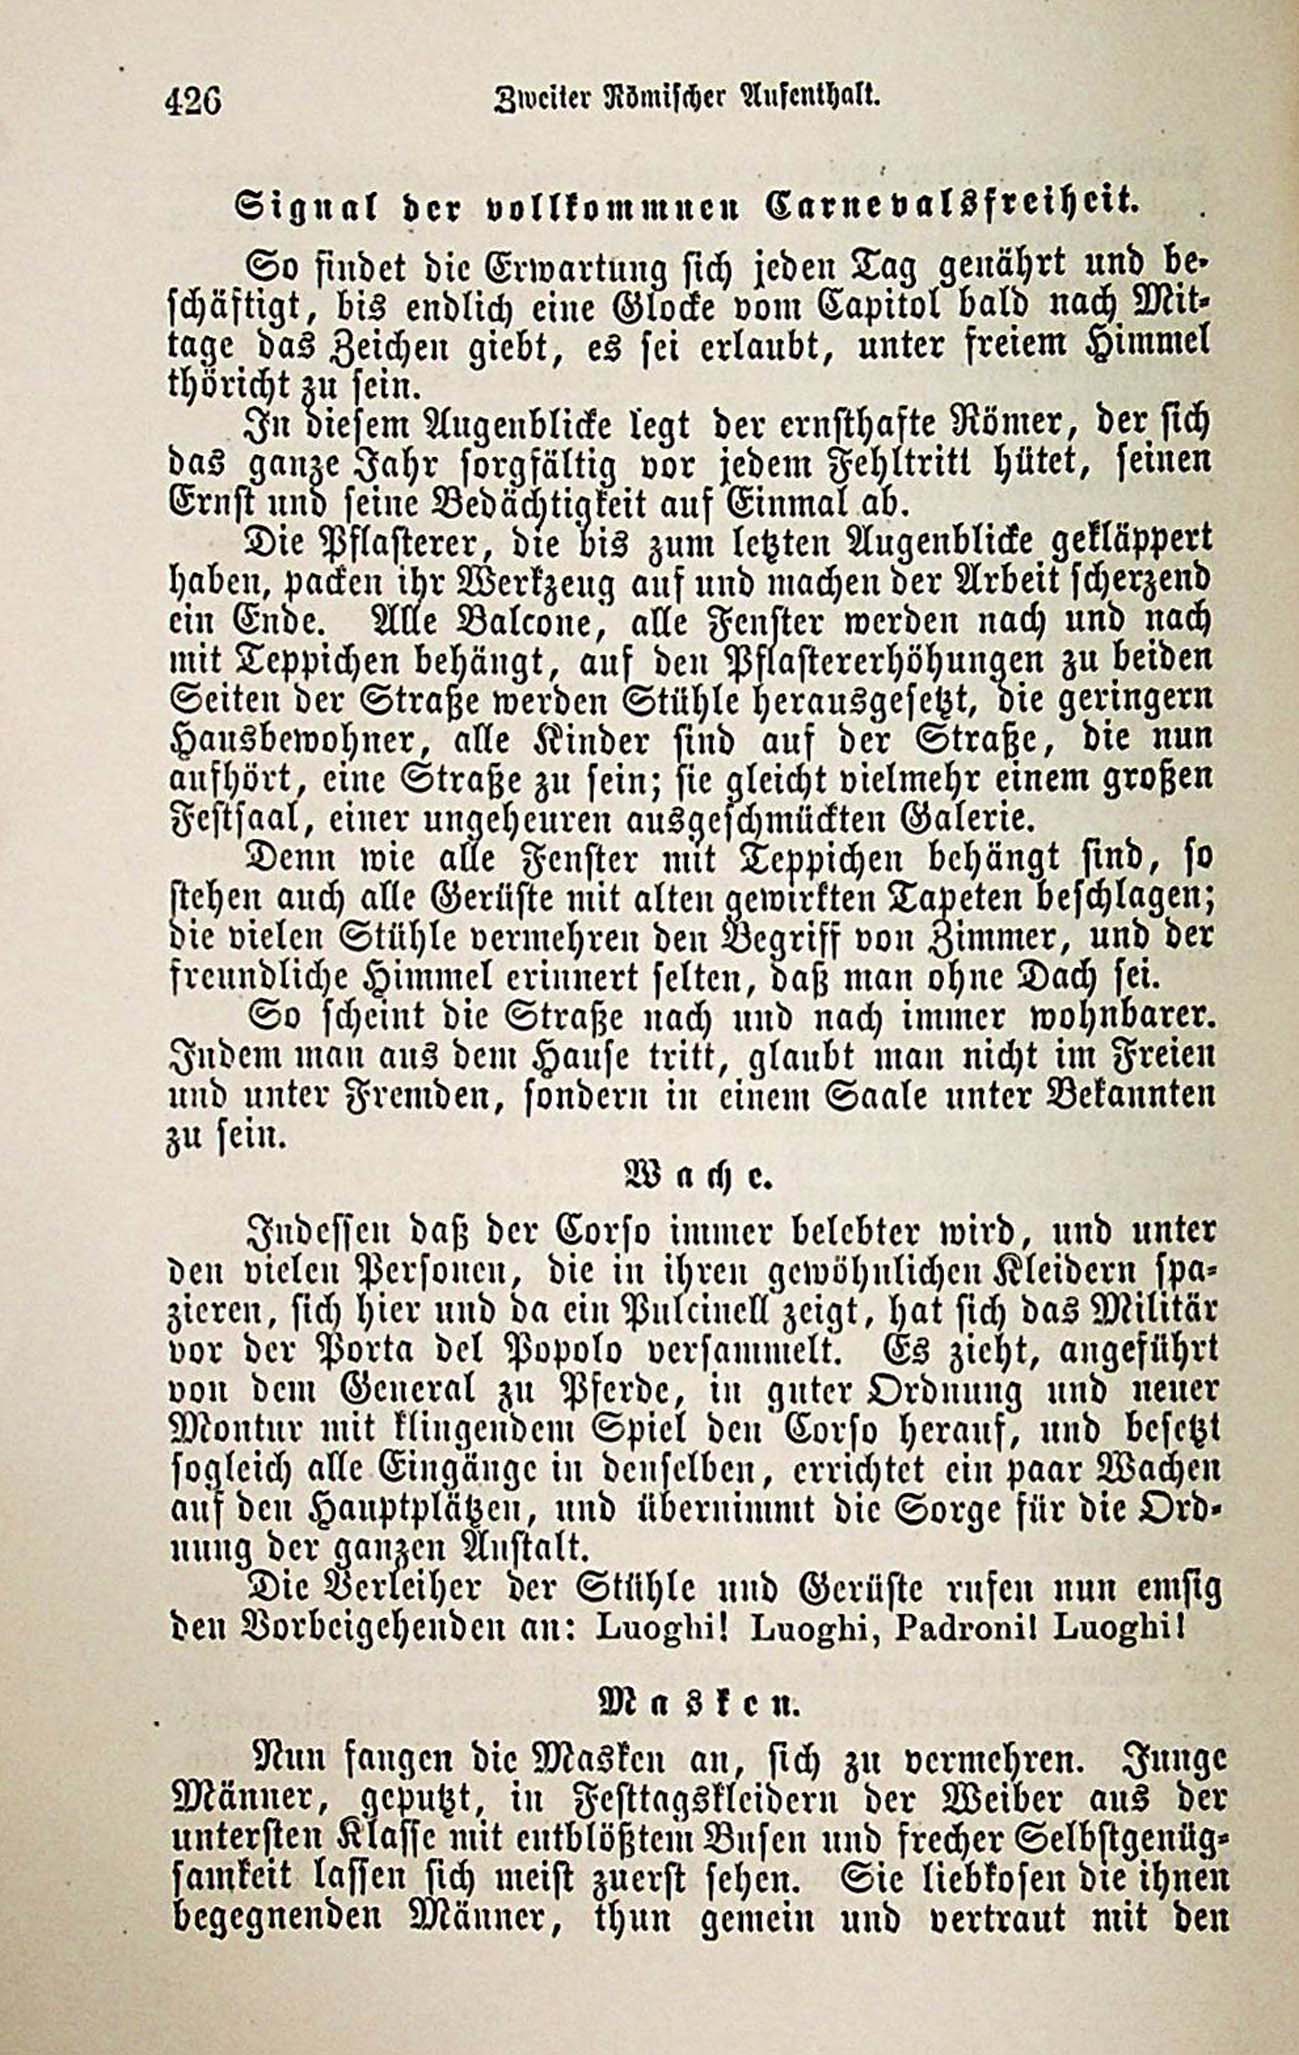 426
Zweiter Römischer Aufenthalt.
Signal der vollkommnen Carnevalsfreiheit.
So findet die Erwartung sich jeden Tag genährt und be-
schäftigt, bis endlich eine Glocke vom Capitol bald nach Mit-
tage das Zeichen giebt, es sei erlaubt, unter freiem Himmel
thöricht zu sein.
In diesem Augenblicke legt der ernsthafte Römer, der sich
das ganze Jahr sorgfältig vor jedem Fehltritt hütet, seinen
Ernst und seine Bedächtigkeit auf Einmal ab.
Die Pflasterer, die bis zum letzten Augenblicke gekläppert
haben, packen ihr Werkzeug auf und machen der Arbeit scherzend
ein Ende. Alle Balcone, alle Fenster werden nach und nach
mit Teppichen behängt, auf den Pflastererhöhungen zu beiden
Seiten der Straße werden Stühle herausgesetzt, die geringern
Hausbewohner, alle Kinder sind auf der Straße, die nun
aufhört, eine Straße zu sein; sie gleicht vielmehr einem großen
Festsaal, einer ungeheuren ausgeschmückten Galerie.
Denn wie alle Fenster mit Teppichen behängt sind, so
stehen auch alle Gerüste mit alten gewirkten Tapeten beschlagen;
die vielen Stühle vermehren den Begriff von Zimmer, und der
freundliche Himmel erinnert selten, daß man ohne Dach sei.
So scheint die Straße nach und nach immer wohnbarer.
Indem man aus dem Hause tritt, glaubt man nicht im Freien
und unter Fremden, sondern in einem Saale unter Bekannten
zu sein.
Wache.
Indessen daß der Corso immer belebter wird, und unter
den vielen Personen, die in ihren gewöhnlichen Kleidern spa-
zieren, sich hier und da ein Pulcinell zeigt, hat sich das Militär
vor der Porta del Popolo versammelt. Es zieht, angeführt
von dem General zu Pferde, in guter Ordnung und neuer
Montur mit klingendem Spiel den Corso herauf, und besetzt
sogleich alle Eingänge in denselben, errichtet ein paar Wachen
auf den Hauptplätzen, und übernimmt die Sorge für die Ord-
nung der ganzen Anstalt.
Die Verleiher der Stühle und Gerüste rufen nun emsig
den Vorbeigehenden an: Luoghi! Luoghi, Padroni! Luoghi!
Masken.
Nun fangen die Masken an, sich zu vermehren. Junge
Männer, geputzt, in Festtagskleidern der Weiber aus der
untersten Klasse mit entblößtem Busen und frecher Selbstgenüg-
samkeit lassen sich meist zuerst sehen. Sie liebkosen die ihnen
begegnenden Männer, thun gemein und vertraut mit den